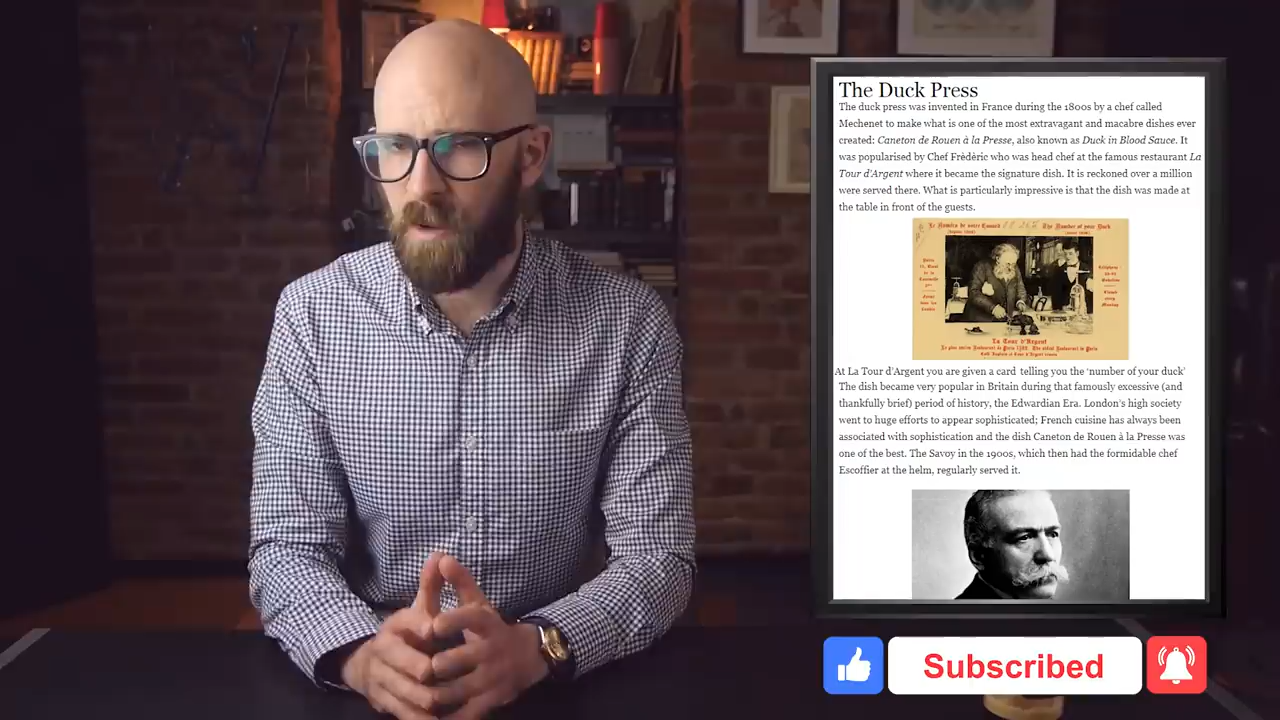 The Duck Press
The duck press was invented in France during the 1800s by a chef called
Mechenet to make what is one of the most extravagant and macabre dishes ever
created: Caneton de Rouen à la Presse, also known as Duck in Blood Sauce. It
was popularised by Chef Frèdèric who was head chef at the famous restaurant La
Tour d'Argent where it became the signature dish. It is reckoned over a million
were served there. What is particularly impressive is that the dish was made at
the table in front of the guests.
The Number of your Duck
La Tour d'Argent
At La Tour d'Argent you are given a card telling you the 'number of your duck'
The dish became very popular in Britain during that famously excessive (and
thankfully brief) period of history, the Edwardian Era. London's high society
went to huge efforts to appear sophisticated; French cuisine has always been
associated with sophistication and the dish Caneton de Rouen à la Presse was
one of the best. The Savoy in the 1900s, which then had the formidable chef
Escoffier at the helm, regularly served it.
Subscribed